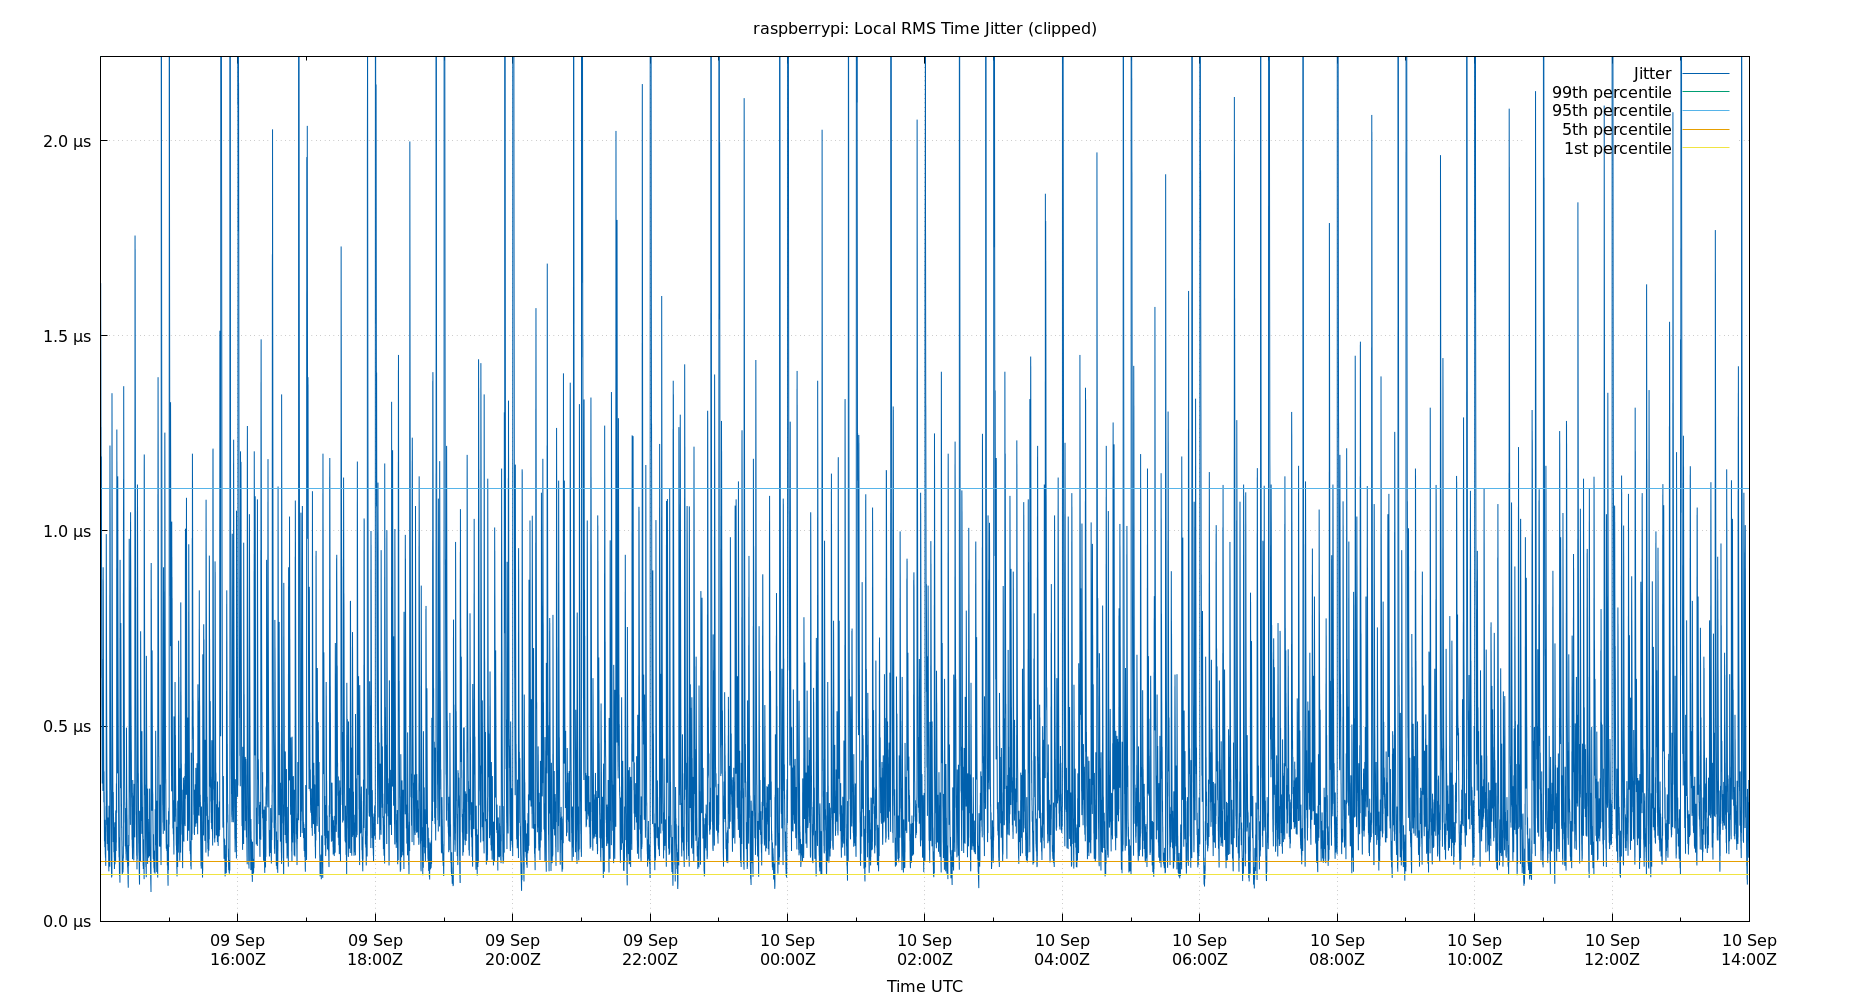 raspberrypi: Local RMS Time Jitter (clipped)
Jitter
99th percentile
95th percentile
5th percentile
1st percentile
2.0 µs
1.5 µs
1.0 µs
0.5 µs
0.0 µs
09 Sep 09 Sep 09 Sep 09 Sep 10 Sep 10 Sep 10 Sep 10 Sep 10 Sep 10 Sep 10 Sep 10 Sep
16:00Z 18:00Z 20:00Z 22:00Z 00:00Z 02:00Z 04:00Z 06:00Z 08:00Z 10:00Z 12:00Z 14:00Z
Time UTC